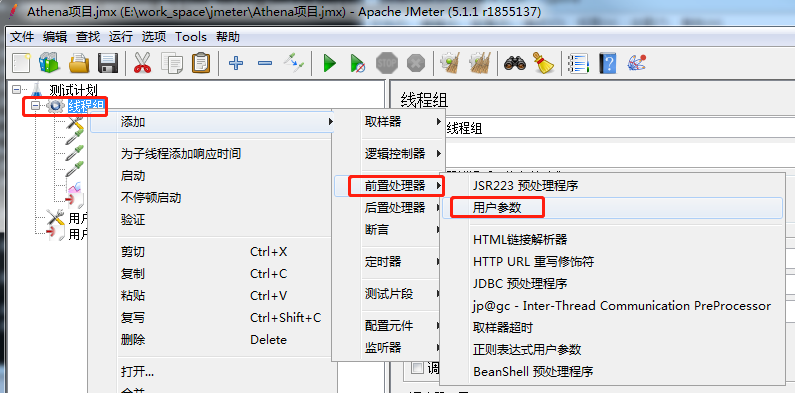 Athena项目.jmx (E:\work_space\jmeter\Athena项目.jmx) - Apache JMeter (5.1.1 r1855137)
文件 编辑 查找 运行 选项 Tools 帮助
测试计划
线程组
用户
用户
线程组
线程组
添加
为子线程添加响应时间
启动
不停顿启动
验证
剪切 Ctrl+X
复制 Ctrl+C
粘贴 Ctrl+V
复写 Ctrl+Shift+C
删除 Delete
打开...
合并
取样器
逻辑控制器
前置处理器
后置处理器
断言
定时器
测试片段
配置元件
监听器
JSR223 预处理程序
用户参数
HTML链接解析器
HTTP URL 重写修饰符
JDBC 预处理程序
jp@gc - Inter-Thread Communication PreProcessor
取样器超时
正则表达式用户参数
BeanShell 预处理程序
调